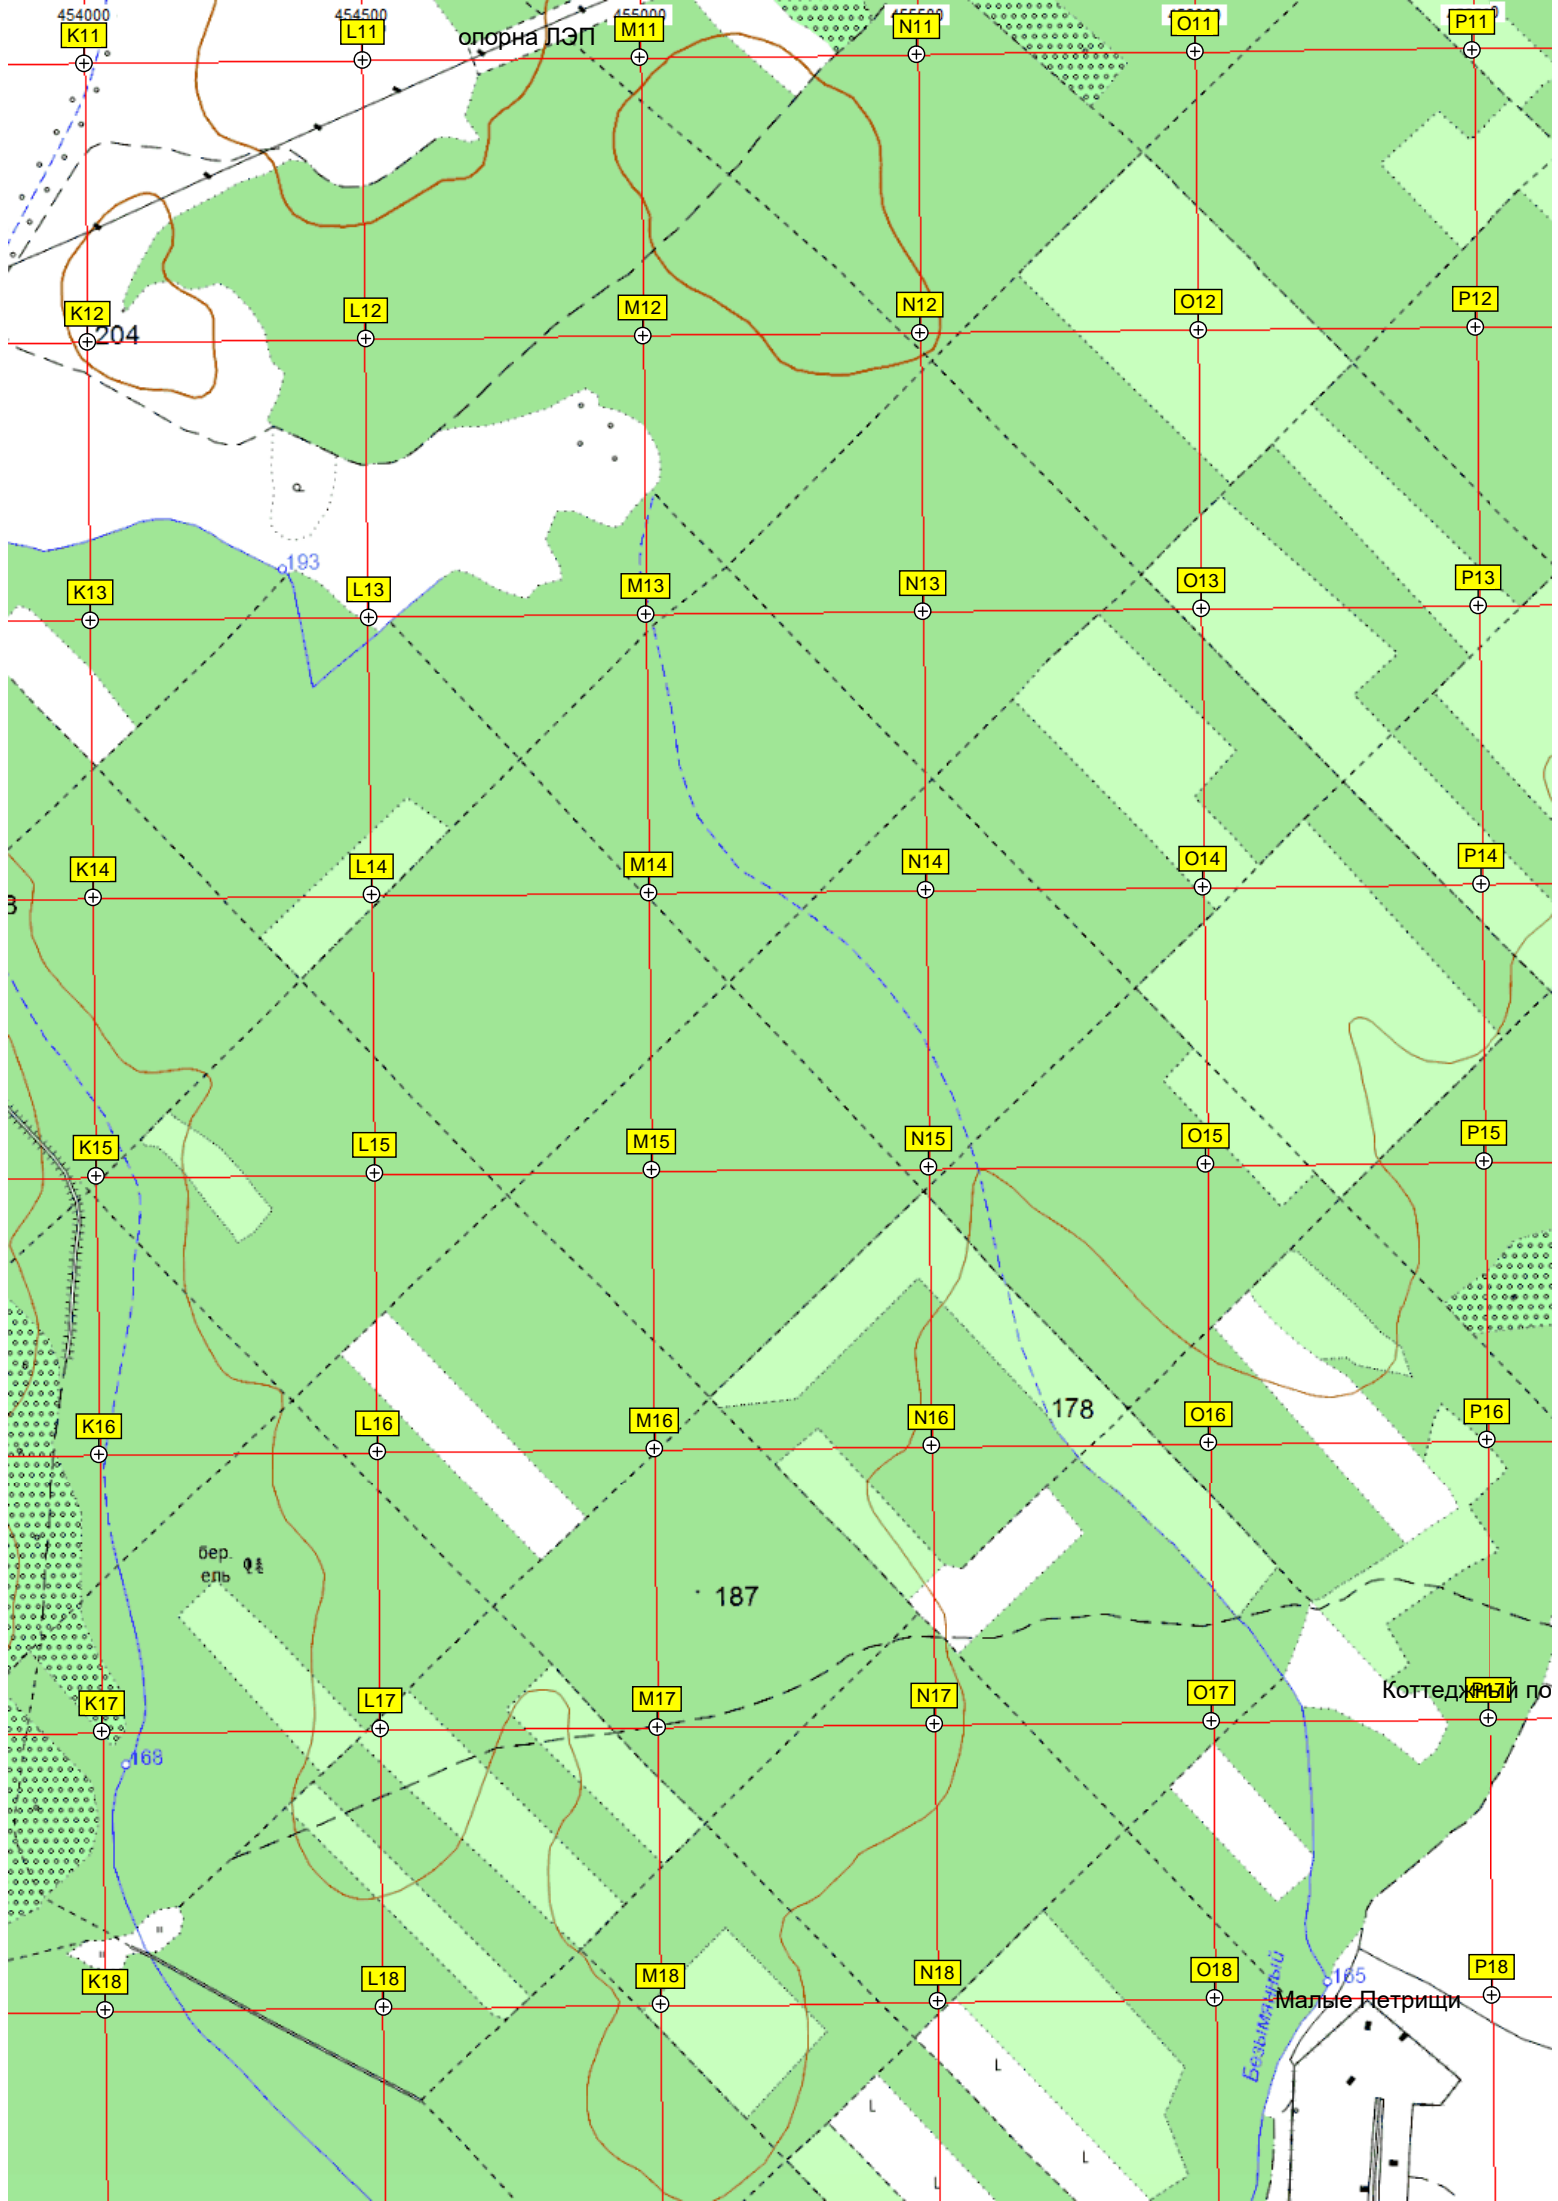 454000 454500 455000
K11 L11 опорна ЛЭП M11 N11 O11 P11
K12 L12 M12 N12 O12 P12
204
193
K13 L13 M13 N13 O13 P13
K14 L14 M14 N14 O14 P14
K15 L15 M15 N15 O15 P15
178
K16 L16 M16 N16 O16 P16
бер.
ель
187
K17 L17 M17 N17 O17 P17
Коттеджный по
168
K18 L18 M18 N18 O18 P18
165
Малые Петрищи
Безымянный
L
L
L
L